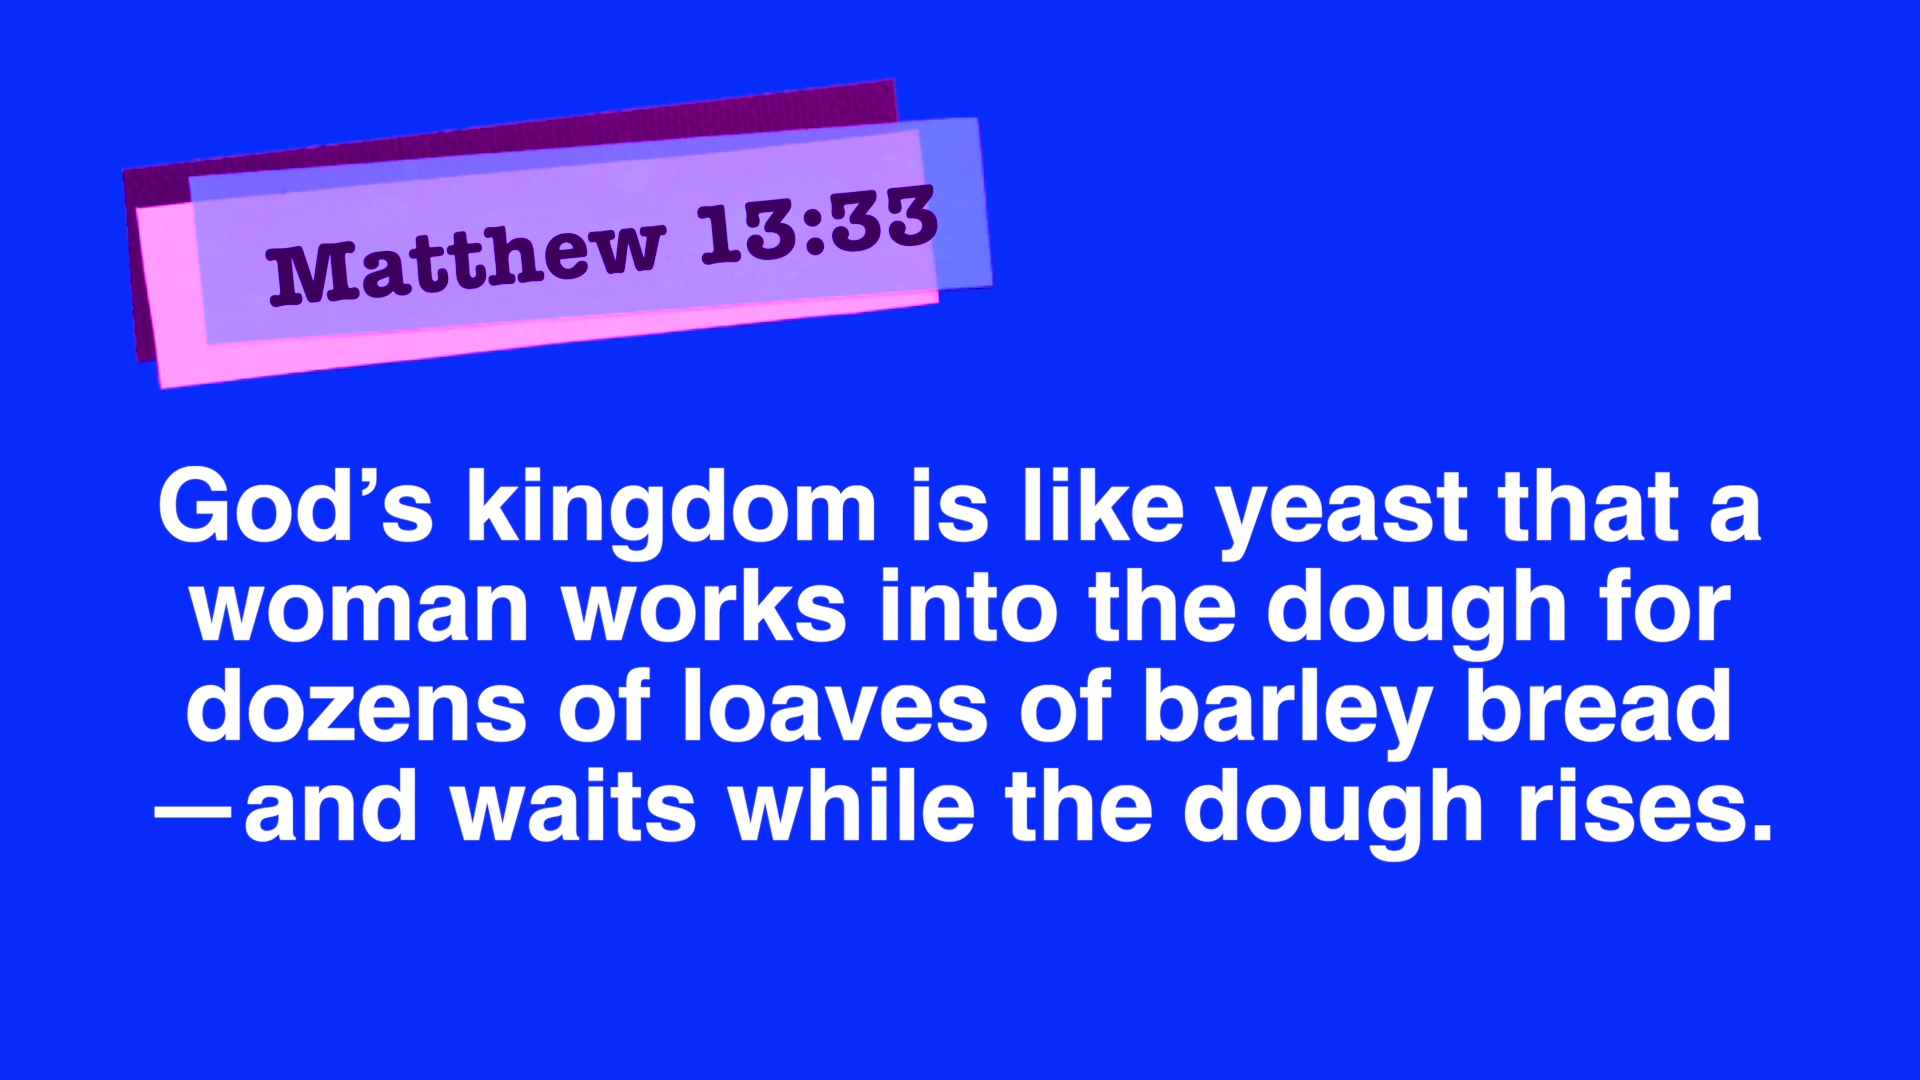 Matthew 13:33
God’s kingdom is like yeast that a
woman works into the dough for
dozens of loaves of barley bread
—and waits while the dough rises.